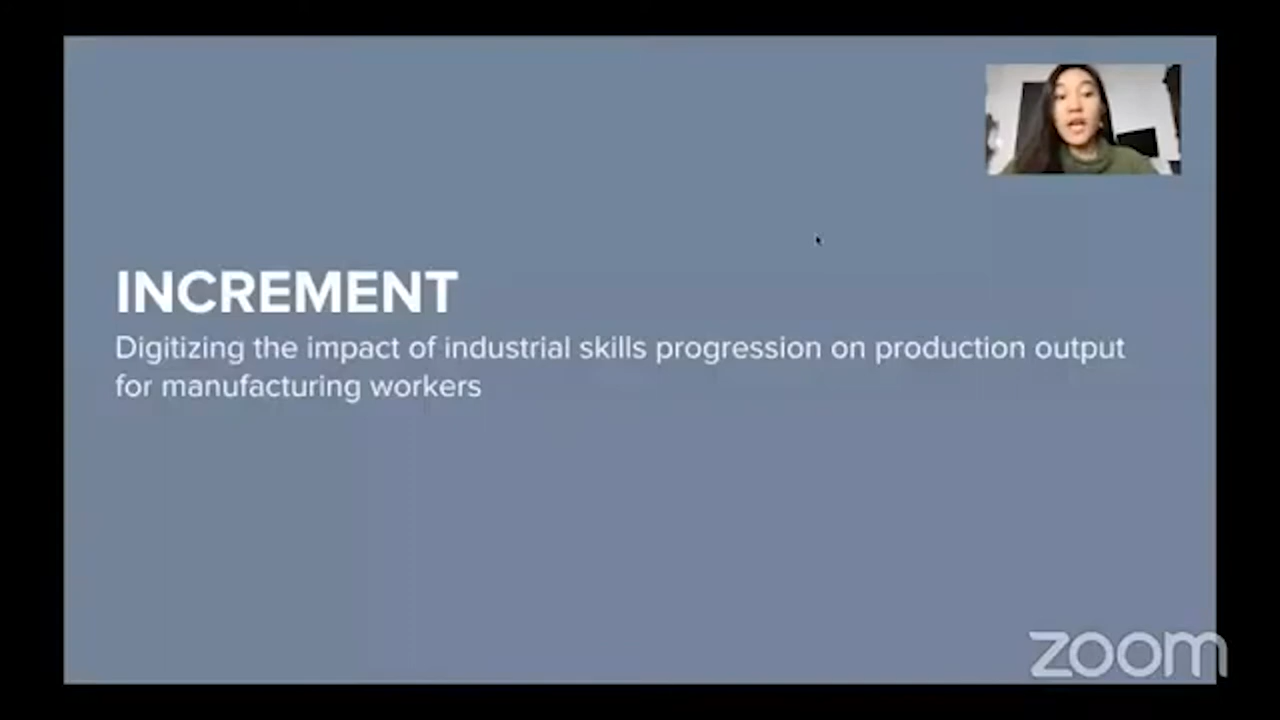 INCREMENT
Digitizing the impact of industrial skills progression on production output
for manufacturing workers
zoom